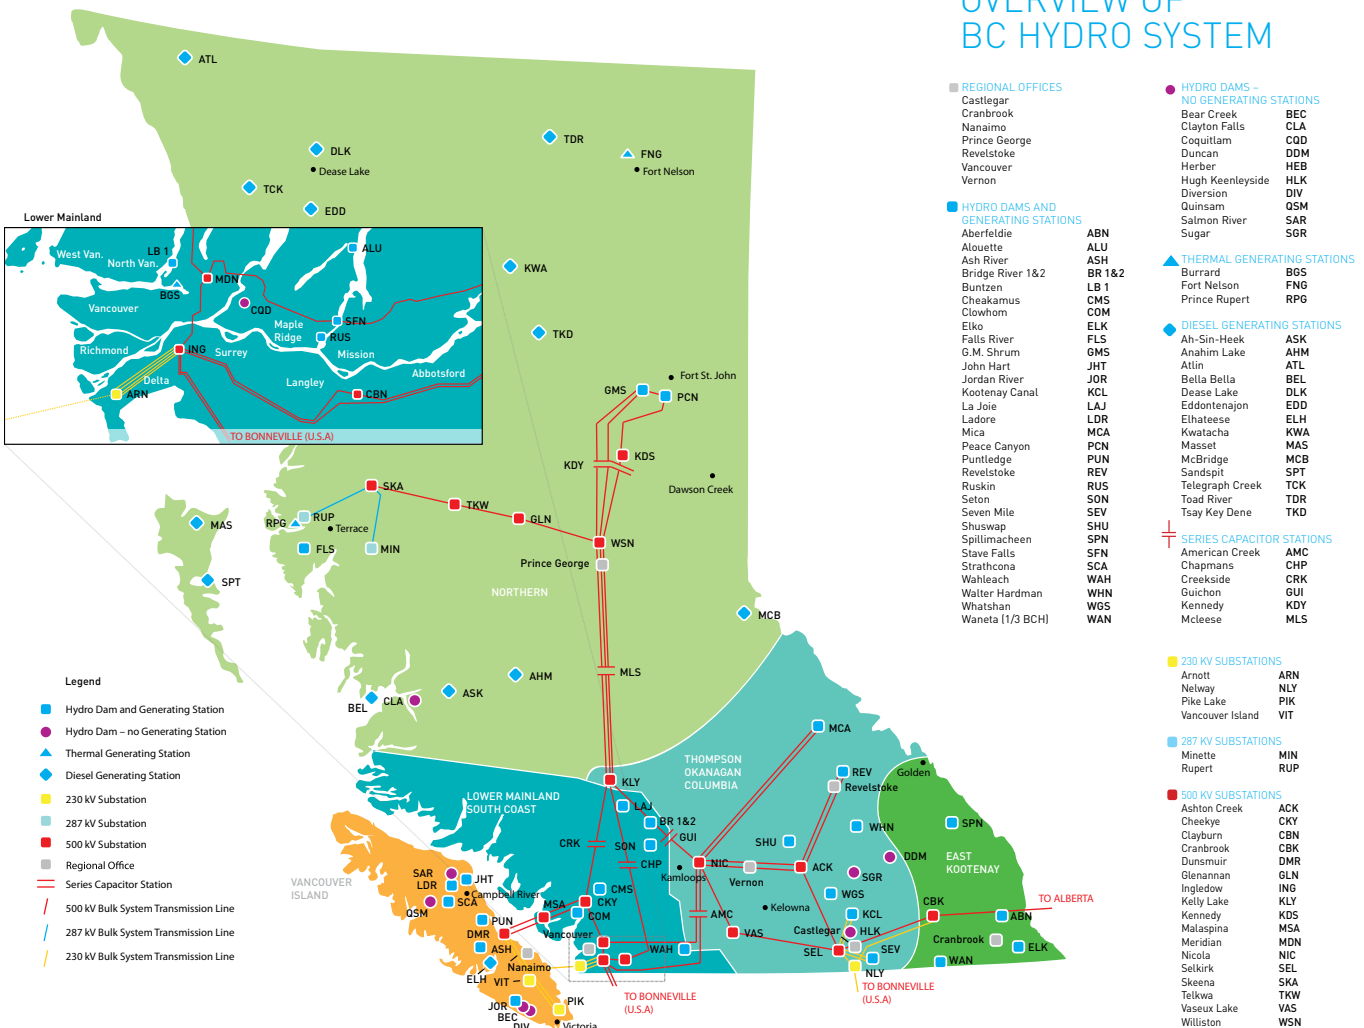 OVERVIEW OF
BC HYDRO SYSTEM
REGIONAL OFFICES
Castlegar
Cranbrook
Nanaimo
Prince George
Revelstoke
Vancouver
Vernon
HYDRO DAMS AND
GENERATING STATIONS
Aberfeldie ABN
Alouette ALU
Ash River ASH
Bridge River 1&2 BR 1&2
Buntzen LB 1
Cheakamus CMS
Clowhom COM
Elko ELK
Falls River FLS
G.M. Shrum GMS
John Hart JHT
Jordan River JOR
Kootenay Canal KCL
La Joie LAJ
Ladore LDR
Mica MCA
Peace Canyon PCN
Puntledge PUN
Revelstoke REV
Ruskin RUS
Seton SON
Seven Mile SEV
Shuswap SHU
Spillimacheen SPN
Stave Falls SFN
Strathcona SCA
Wahleach WAH
Walter Hardman WHN
Whatshan WGS
Waneta (1/3 BCH) WAN
HYDRO DAMS –
NO GENERATING STATIONS
Bear Creek BEC
Clayton Falls CLA
Coquitlam CQD
Duncan DDM
Herber HEB
Hugh Keenleyside HLK
Diversion DIV
Quinsam QSM
Salmon River SAR
Sugar SGR
THERMAL GENERATING STATIONS
Burrard BGS
Fort Nelson FNG
Prince Rupert RPG
DIESEL GENERATING STATIONS
Ah-Sin-Heek ASK
Anahim Lake AHM
Atlin ATL
Bella Bella BEL
Dease Lake DLK
Eddontenajon EDD
Elhateese ELH
Kwatacha KWA
Masset MAS
McBridge MCB
Sandspit SPT
Telegraph Creek TCK
Toad River TDR
Tsay Key Dene TKD
SERIES CAPACITOR STATIONS
American Creek AMC
Chapmans CHP
Creekside CRK
Guichon GUI
Kennedy KDY
Mcleese MLS
230 KV SUBSTATIONS
Arnott ARN
Nelway NLY
Pike Lake PIK
Vancouver Island VIT
287 KV SUBSTATIONS
Minette MIN
Rupert RUP
500 KV SUBSTATIONS
Ashton Creek ACK
Cheekye CKY
Clayburn CBN
Cranbrook CBK
Dunsmuir DMR
Glenannan GLN
Ingledow ING
Kelly Lake KLY
Kennedy KDS
Malaspina MSA
Meridian MDN
Nicola NIC
Selkirk SEL
Skeena SKA
Telkwa TKW
Vaseux Lake VAS
Williston WSN
ATL
DLK
Dease Lake
TCK
EDD
TDR
FNG
Fort Nelson
KWA
TKD
Lower Mainland
West Van.
North Van.
LB 1
BGS
MDN
ALU
Vancouver
CQD
Maple
Ridge
SFN
RUS
Richmond
ING
Surrey
Mission
Delta
Langley
Abbotsford
ARN
CBN
TO BONNEVILLE (U.S.A)
Fort St. John
GMS
PCN
KDY
KDS
Dawson Creek
SKA
TKW
GLN
WSN
RPG
RUP
Terrace
FLS
MIN
MAS
SPT
Prince George
NORTHERN
MCB
MLS
AHM
ASK
BEL
CLA
Legend
Hydro Dam and Generating Station
Hydro Dam – no Generating Station
Thermal Generating Station
Diesel Generating Station
230 kV Substation
287 kV Substation
500 kV Substation
Regional Office
Series Capacitor Station
500 kV Bulk System Transmission Line
287 kV Bulk System Transmission Line
230 kV Bulk System Transmission Line
MCA
THOMPSON
OKANAGAN
COLUMBIA
REV
Revelstoke
Golden
KLY
LAJ
LOWER MAINLAND
SOUTH COAST
BR 1&2
GUI
SON
CRK
CHP
NIC
Kamloops
Vernon
SHU
WHN
ACK
SPN
DDM
SGR
EAST
KOOTENAY
VANCOUVER
ISLAND
SAR
LDR
JHT
Campbell River
SCA
QSM
PUN
DMR
MSA
CMS
CKY
COM
Vancouver
WGS
Kelowna
AMC
VAS
KCL
Castlegar
HLK
SEL
SEV
NLY
CBK
TO ALBERTA
ABN
Cranbrook
ELK
WAN
WAH
ASH
Nanaimo
ELH
VIT
PIK
JOR
BEC
DIV
Victoria
TO BONNEVILLE
(U.S.A)
TO BONNEVILLE
(U.S.A)